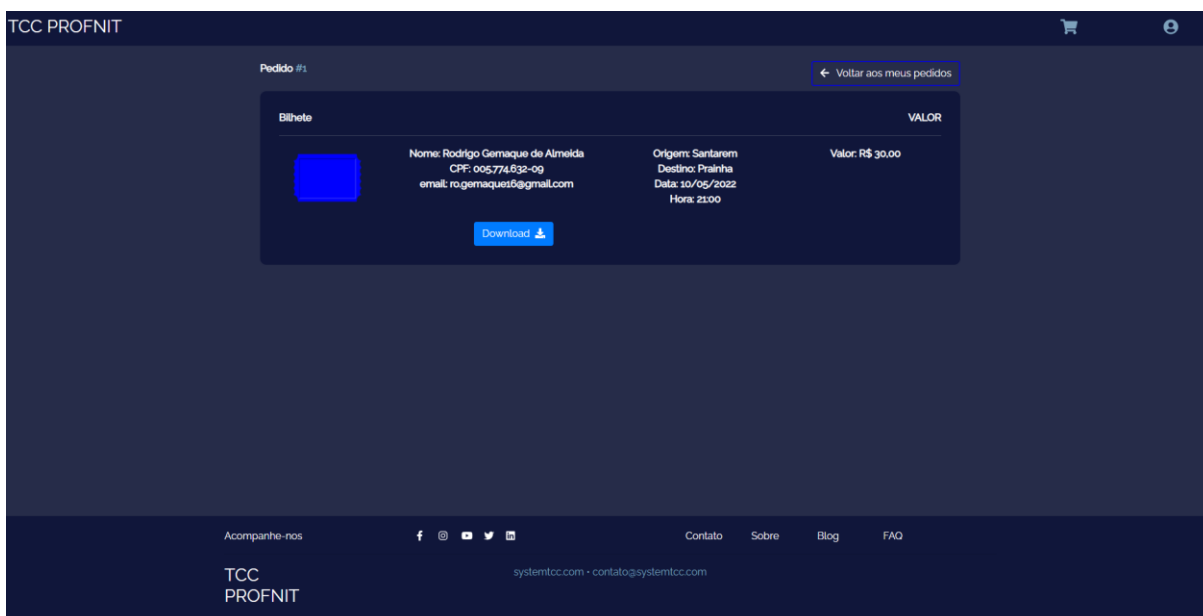 TCC PROFNIT
Pedido #1
Voltar aos meus pedidos
Bilhete
VALOR
Nome: Rodrigo Gemaque de Almeida
CPF: 005.774.632-09
email: ro.gemaque16@gmail.com
Origem: Santarem
Destino: Prainha
Data: 10/05/2022
Hora: 21:00
Valor: R$ 30,00
Download
Acompanhe-nos
Contato
Sobre
Blog
FAQ
TCC
PROFNIT
systemtcc.com - contato@systemtcc.com